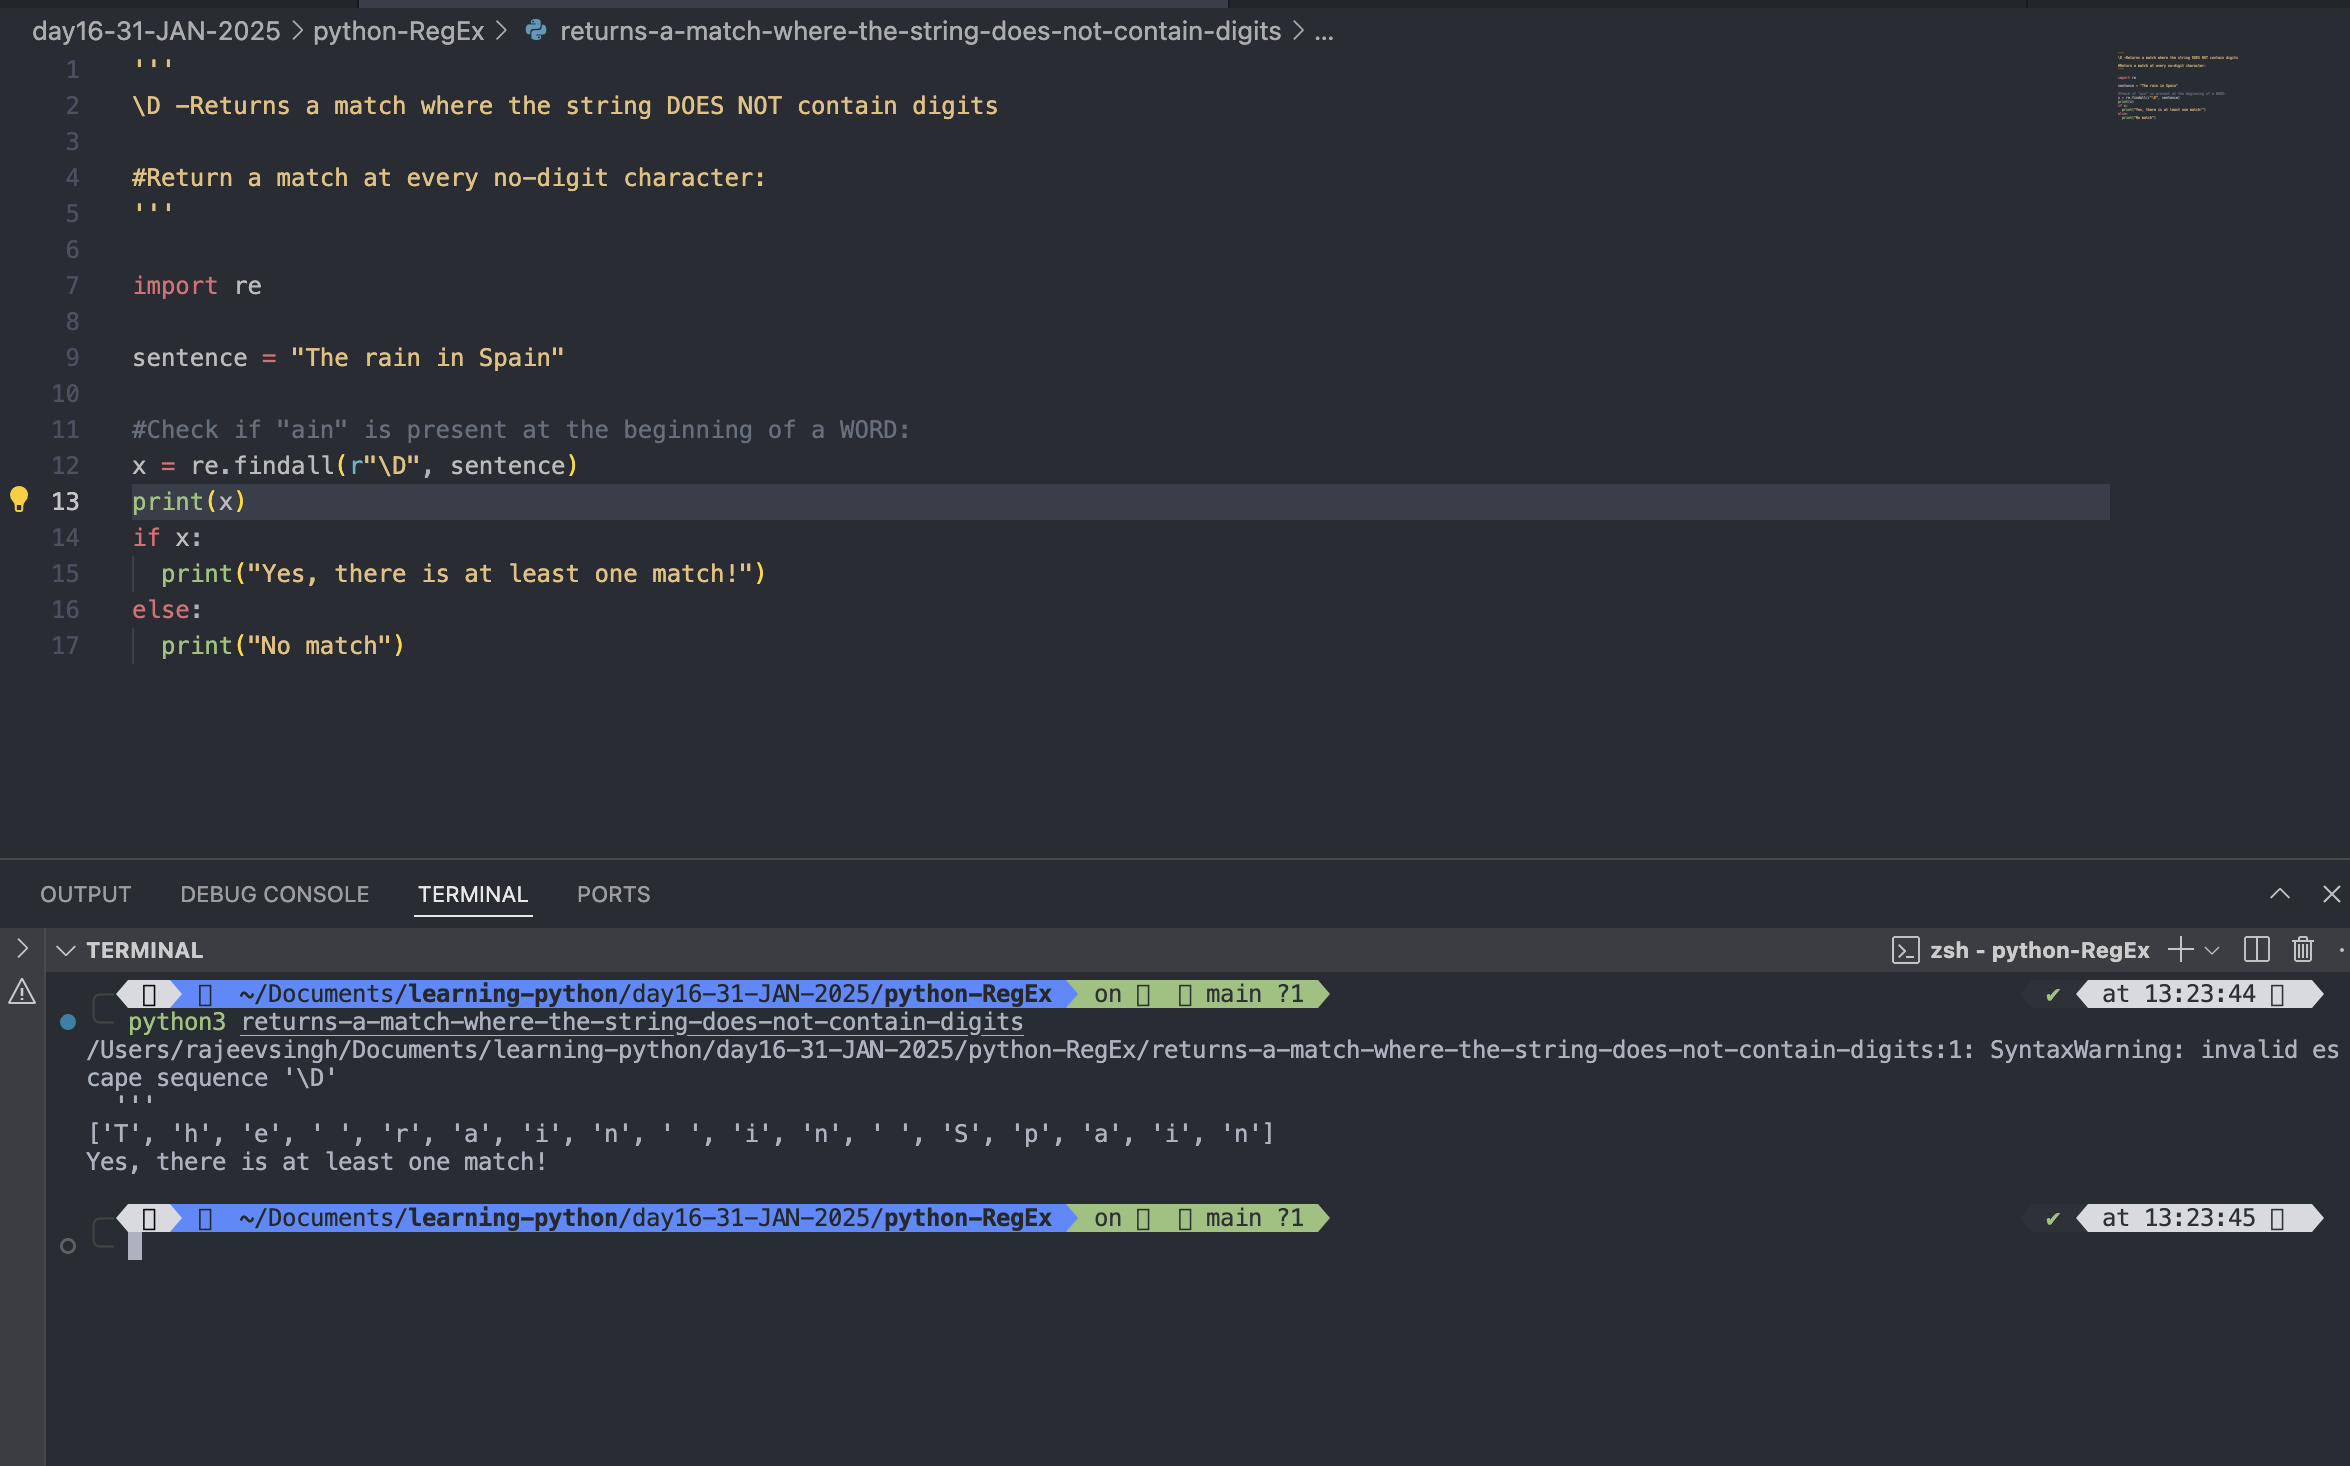 day16-31-JAN-2025 > python-RegEx > returns-a-match-where-the-string-does-not-contain-digits > ...
1 '''
2 \D -Returns a match where the string DOES NOT contain digits
3
4 #Return a match at every no-digit character:
5 '''
6
7 import re
8
9 sentence = "The rain in Spain"
10
11 #Check if "ain" is present at the beginning of a WORD:
12 x = re.findall(r"\D", sentence)
13 print(x)
14 if x:
15   print("Yes, there is at least one match!")
16 else:
17   print("No match")
OUTPUT DEBUG CONSOLE TERMINAL PORTS
TERMINAL zsh - python-RegEx
~/Documents/learning-python/day16-31-JAN-2025/python-RegEx on main ?1 ✔ at 13:23:44
python3 returns-a-match-where-the-string-does-not-contain-digits
/Users/rajeevsingh/Documents/learning-python/day16-31-JAN-2025/python-RegEx/returns-a-match-where-the-string-does-not-contain-digits:1: SyntaxWarning: invalid es
cape sequence '\D'
'''
['T', 'h', 'e', ' ', 'r', 'a', 'i', 'n', ' ', 'i', 'n', ' ', 'S', 'p', 'a', 'i', 'n']
Yes, there is at least one match!
~/Documents/learning-python/day16-31-JAN-2025/python-RegEx on main ?1 ✔ at 13:23:45